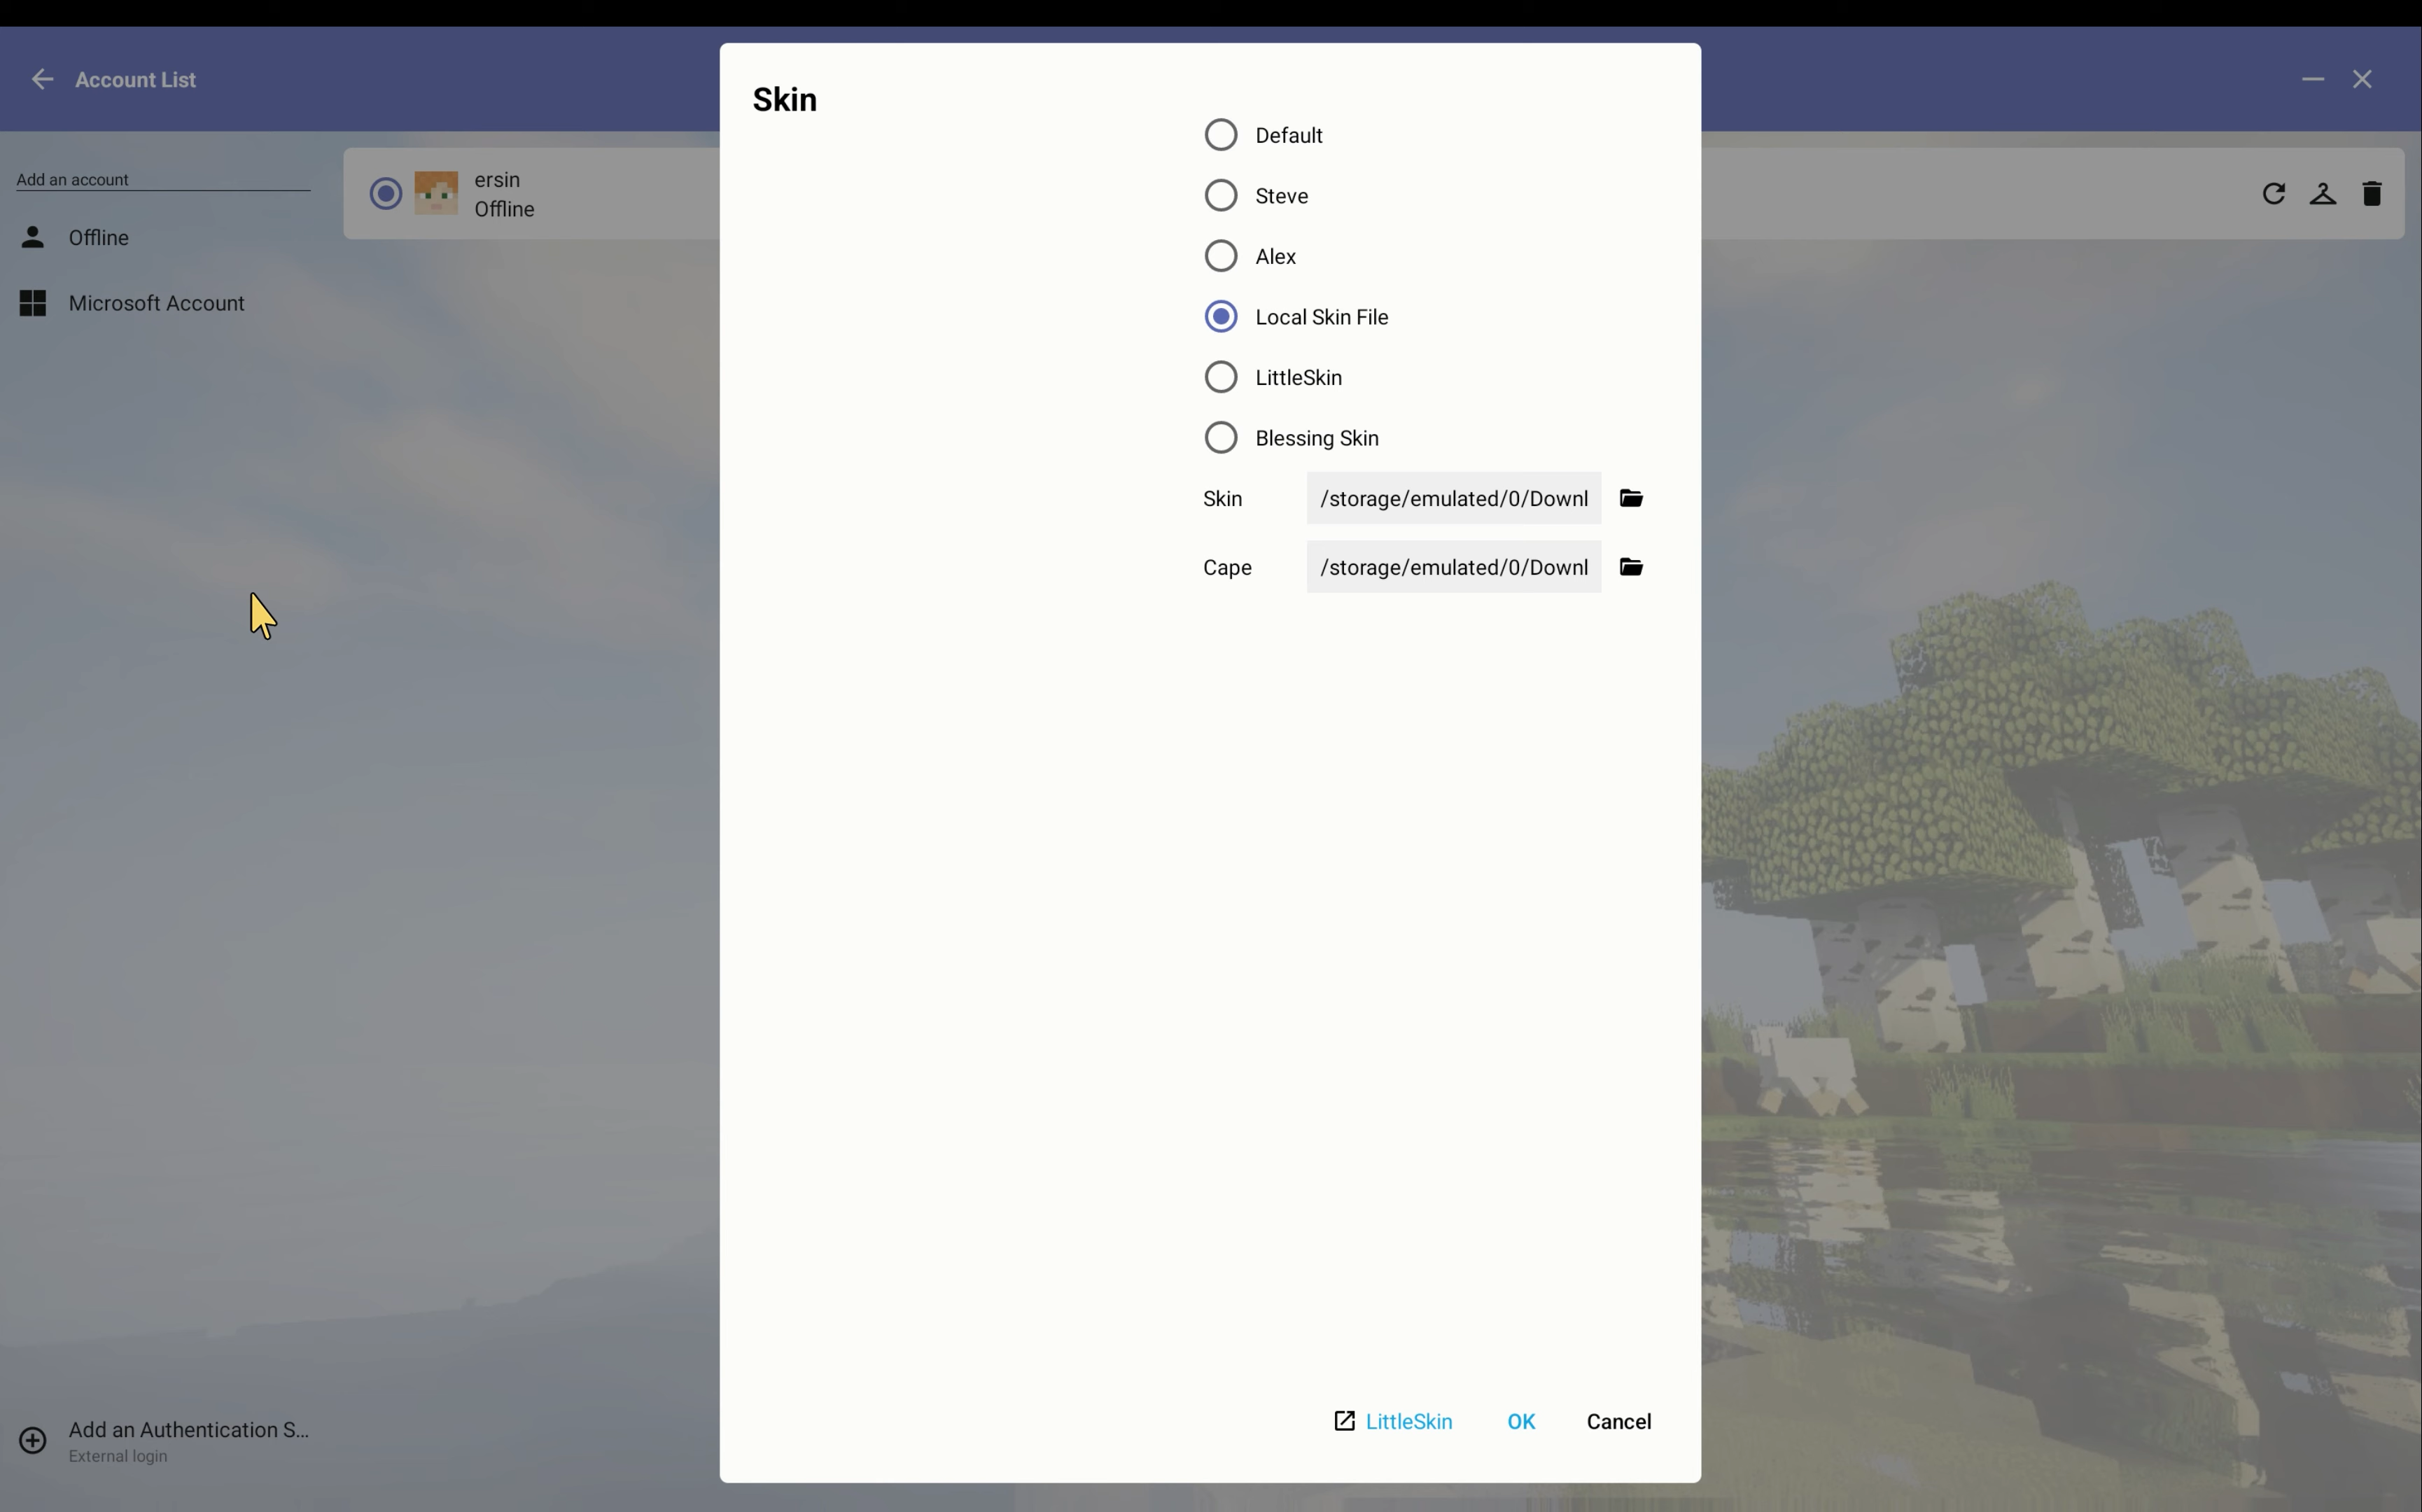 Account List
Add an account
Offline
Microsoft Account
ersin
Offline
Skin
Default
Steve
Alex
Local Skin File
LittleSkin
Blessing Skin
Skin /storage/emulated/0/Downl
Cape /storage/emulated/0/Downl
LittleSkin OK Cancel
Add an Authentication S...
External login